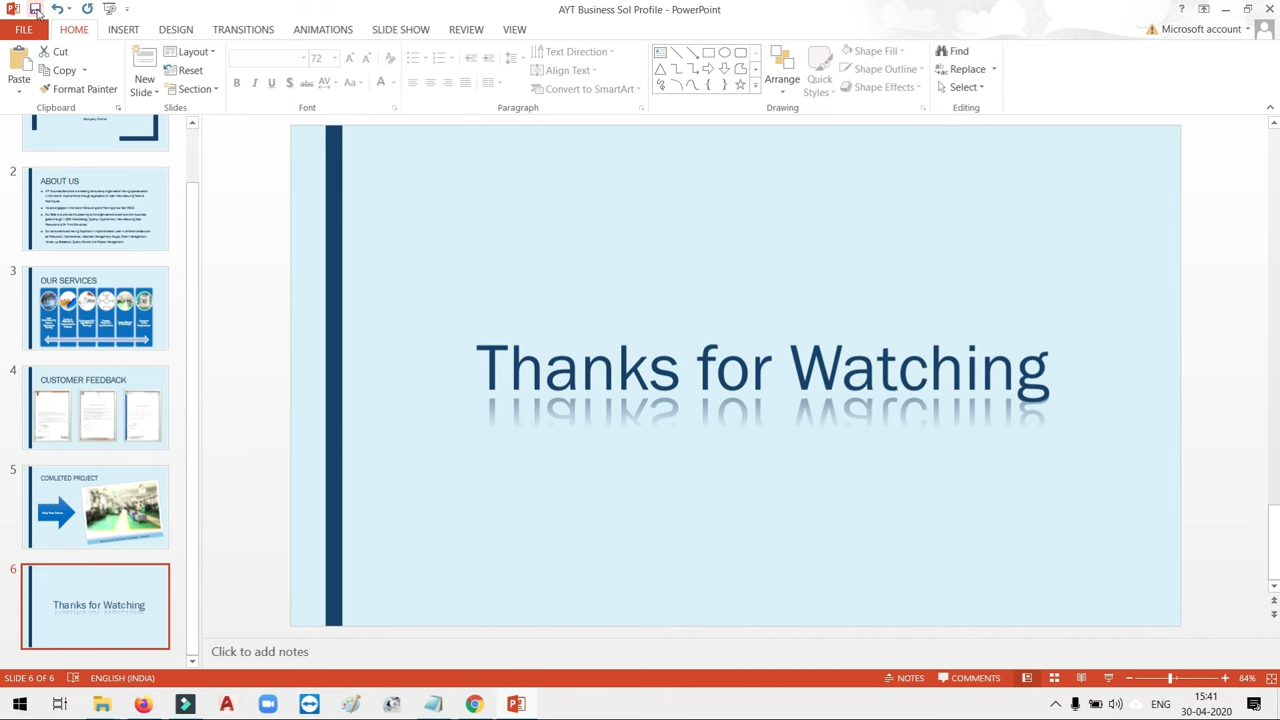 AYT Business Sol Profile - PowerPoint
?
FILE HOME INSERT DESIGN TRANSITIONS ANIMATIONS SLIDE SHOW REVIEW VIEW Microsoft account
Paste
Cut
Copy
Format Painter
Clipboard
New Slide
Layout
Reset
Section
Slides
72
B I U S abc AV Aa A
Font
Text Direction
Align Text
Convert to SmartArt
Paragraph
Arrange
Quick Styles
Shape Fill
Shape Outline
Shape Effects
Drawing
Find
Replace
Select
Editing
2
ABOUT US
3
OUR SERVICES
4
CUSTOMER FEEDBACK
5
COMLETED PROJECT
6
Thanks for Watching
Thanks for Watching
Click to add notes
SLIDE 6 OF 6 ENGLISH (INDIA) NOTES COMMENTS 84%
ENG 15:41
30-04-2020